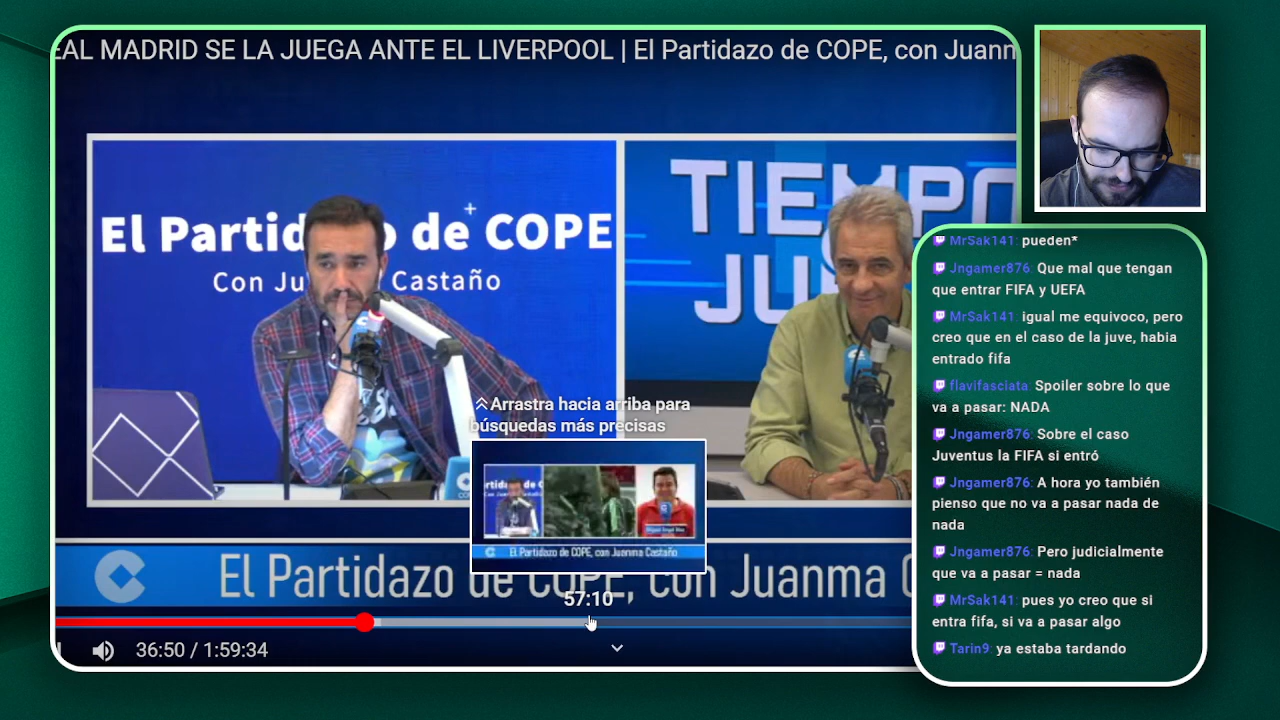 EAL MADRID SE LA JUEGA ANTE EL LIVERPOOL | El Partidazo de COPE, con Juanm
El Partid o de COPE
Con Ju Castaño
TIEMPO
JU
Arrastra hacia arriba para
búsquedas más precisas
El Partidazo de COPE, con Juanma Castaño
57:10
El Partidazo de COPE, con Juanma C
36:50 / 1:59:34
MrSak141: pueden*
Jngamer876: Que mal que tengan
que entrar FIFA y UEFA
MrSak141: igual me equivoco, pero
creo que en el caso de la juve, habia
entrado fifa
flavifasciata: Spoiler sobre lo que
va a pasar: NADA
Jngamer876: Sobre el caso
Juventus la FIFA si entró
Jngamer876: A hora yo también
pienso que no va a pasar nada de
nada
Jngamer876: Pero judicialmente
que va a pasar = nada
MrSak141: pues yo creo que si
entra fifa, si va a pasar algo
Tarin9: ya estaba tardando